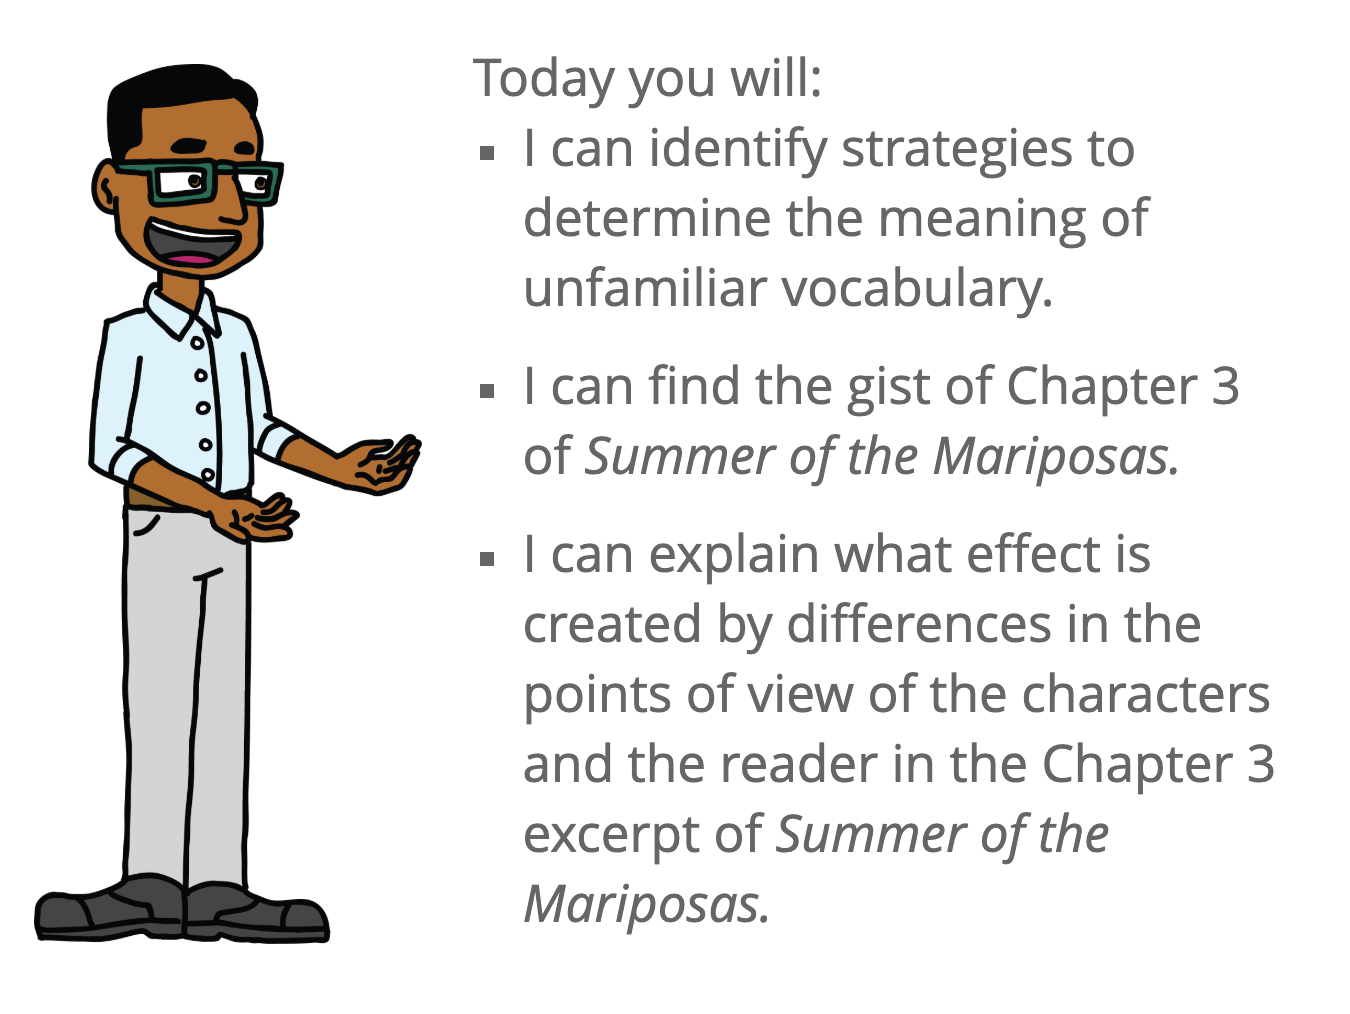 Today you will:
▪ I can identify strategies to
determine the meaning of
unfamiliar vocabulary.
▪ I can find the gist of Chapter 3
of Summer of the Mariposas.
▪ I can explain what effect is
created by differences in the
points of view of the characters
and the reader in the Chapter 3
excerpt of Summer of the
Mariposas.